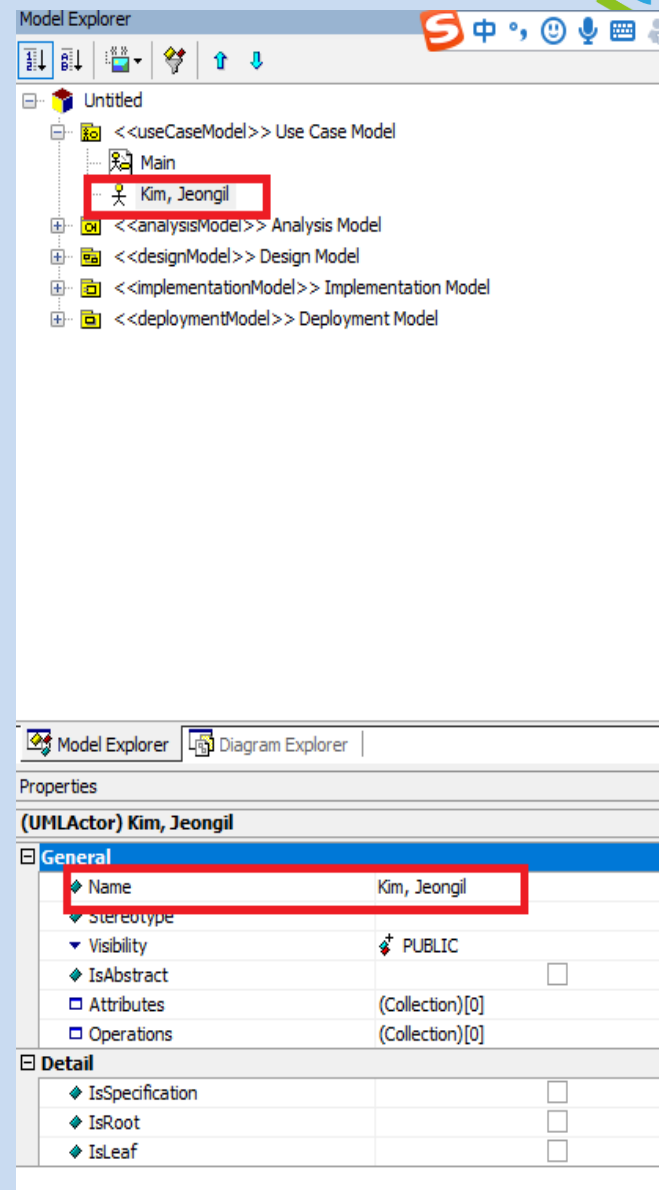 Model Explorer
中
Untitled
<<useCaseModel>> Use Case Model
Main
Kim, Jeongil
<<analysisModel>> Analysis Model
<<designModel>> Design Model
<<implementationModel>> Implementation Model
<<deploymentModel>> Deployment Model
Model Explorer Diagram Explorer
Properties
(UMLActor) Kim, Jeongil
General
Name Kim, Jeongil
Stereotype
Visibility PUBLIC
IsAbstract
Attributes (Collection)[0]
Operations (Collection)[0]
Detail
IsSpecification
IsRoot
IsLeaf